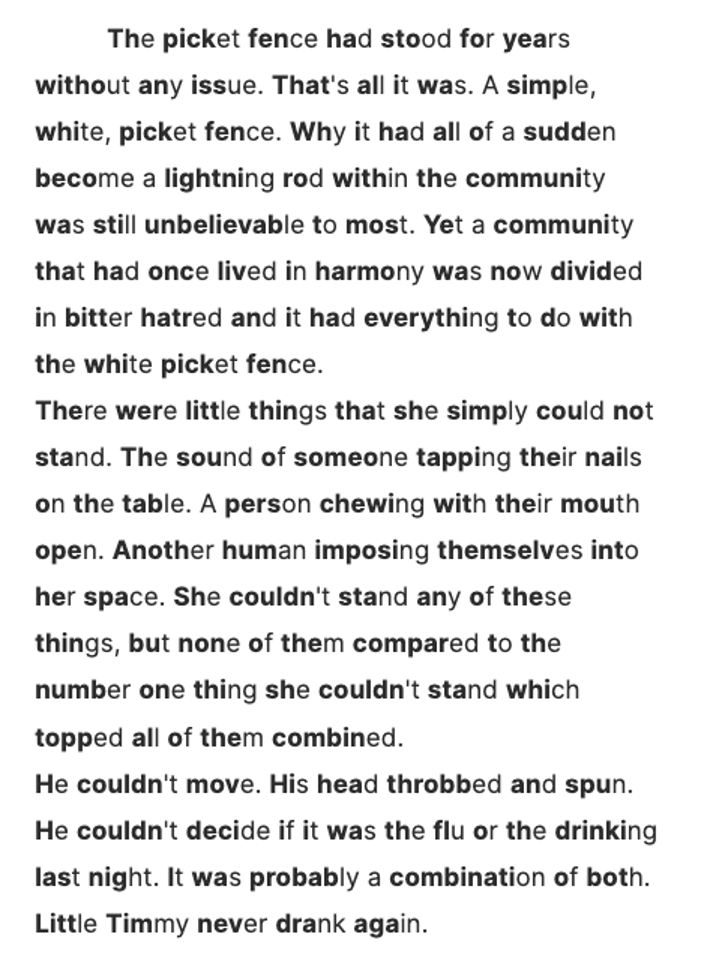 The picket fence had stood for years
without any issue. That's all it was. A simple,
white, picket fence. Why it had all of a sudden
become a lightning rod within the community
was still unbelievable to most. Yet a community
that had once lived in harmony was now divided
in bitter hatred and it had everything to do with
the white picket fence.
There were little things that she simply could not
stand. The sound of someone tapping their nails
on the table. A person chewing with their mouth
open. Another human imposing themselves into
her space. She couldn't stand any of these
things, but none of them compared to the
number one thing she couldn't stand which
topped all of them combined.
He couldn't move. His head throbbed and spun.
He couldn't decide if it was the flu or the drinking
last night. It was probably a combination of both.
Little Timmy never drank again.